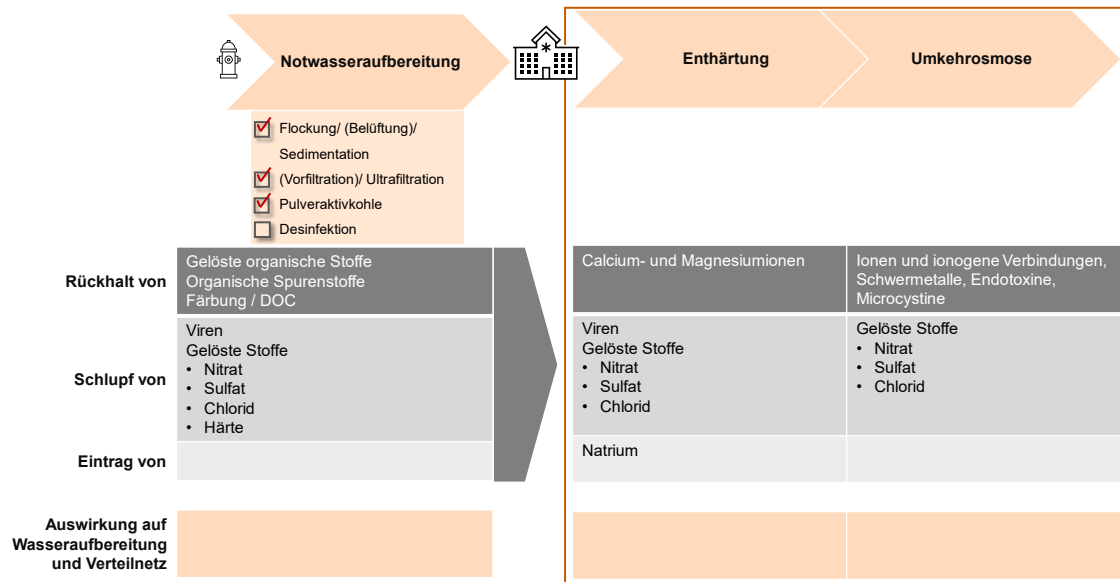 Notwasseraufbereitung
Enthärtung
Umkehrosmose
Flockung/ (Belüftung)/
Sedimentation
(Vorfiltration)/ Ultrafiltration
Pulveraktivkohle
Desinfektion
Rückhalt von
Gelöste organische Stoffe
Organische Spurenstoffe
Färbung / DOC
Calcium- und Magnesiumionen
Ionen und ionogene Verbindungen,
Schwermetalle, Endotoxine,
Microcystine
Schlupf von
Viren
Gelöste Stoffe
• Nitrat
• Sulfat
• Chlorid
• Härte
Viren
Gelöste Stoffe
• Nitrat
• Sulfat
• Chlorid
Gelöste Stoffe
• Nitrat
• Sulfat
• Chlorid
Eintrag von
Natrium
Auswirkung auf
Wasseraufbereitung
und Verteilnetz